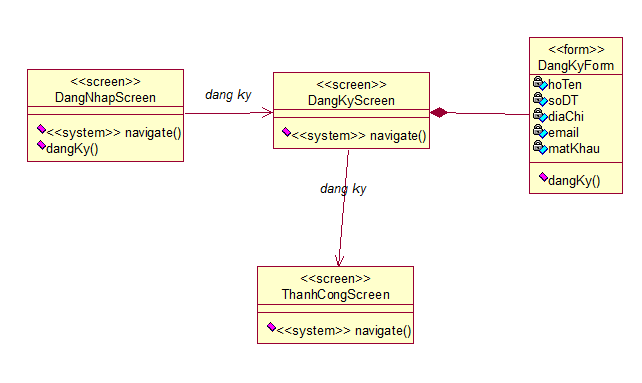 <<screen>>
DangNhapScreen
<<system>> navigate()
dangKy()
dang ky
<<screen>>
DangKyScreen
<<system>> navigate()
<<form>>
DangKyForm
hoTen
soDT
diaChi
email
matKhau
dangKy()
dang ky
<<screen>>
ThanhCongScreen
<<system>> navigate()